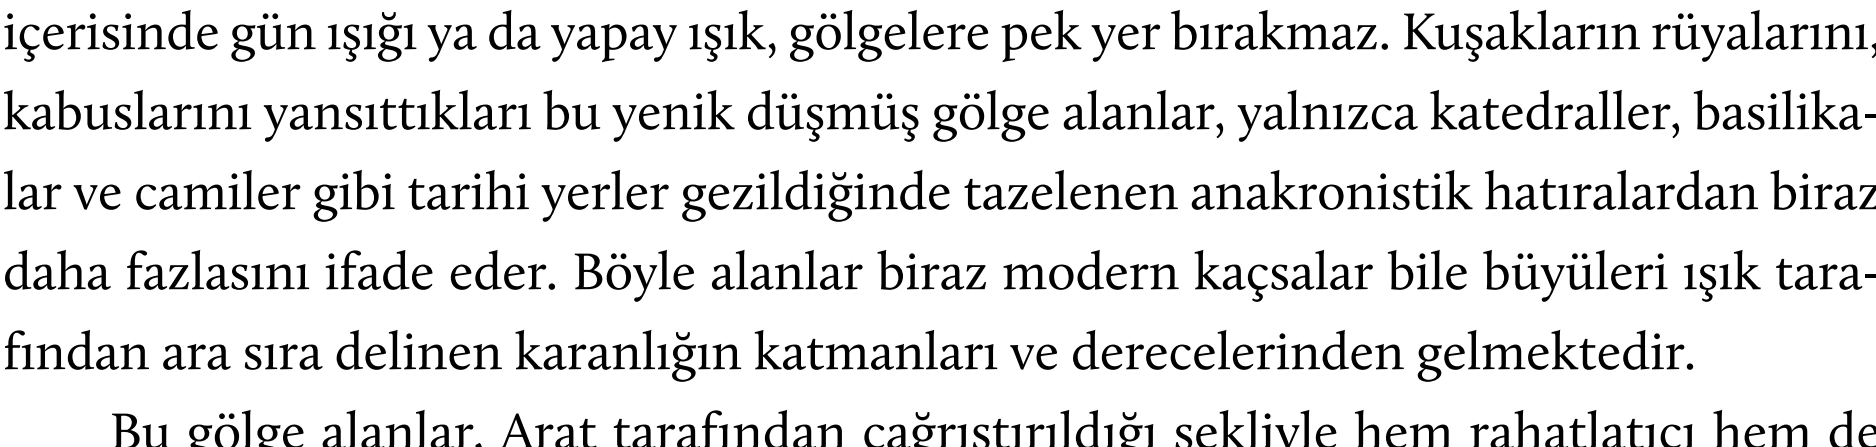 içerisinde gün ışığı ya da yapay ışık, gölgelere pek yer bırakmaz. Kuşakların rüyalarını,
kabuslarını yansıttıkları bu yenik düşmüş gölge alanlar, yalnızca katedraller, basilika-
lar ve camiler gibi tarihi yerler gezildiğinde tazelenen anakronistik hatıralardan biraz
daha fazlasını ifade eder. Böyle alanlar biraz modern kaçsalar bile büyüleri ışık tara-
fından ara sıra delinen karanlığın katmanları ve derecelerinden gelmektedir.
Bu gölge alanlar, Arat tarafından çağrıştırıldığı şekliyle hem rahatlatıcı hem de